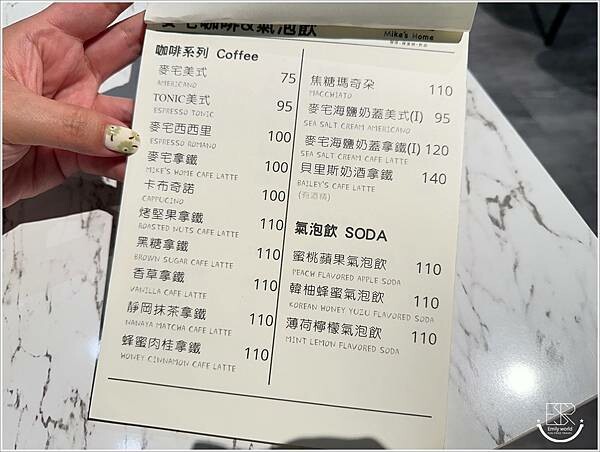 麥宅咖啡&氣泡飲
Mike's Home
咖啡系列 Coffee
麥宅美式 75
AMERICANO
TONIC美式 95
ESPRESSO TONIC
麥宅西西里 100
ESPRESSO ROMANO
麥宅拿鐵 100
MIKE'S HOME CAFE LATTE
卡布奇諾 100
CAPPUCINO
烤堅果拿鐵 110
ROASTED NUTS CAFE LATTE
黑糖拿鐵 110
BROWN SUGAR CAFE LATTE
香草拿鐵 110
VANILLA CAFE LATTE
靜岡抹茶拿鐵 110
NANAYA MATCHA CAFE LATTE
蜂蜜肉桂拿鐵 110
HONEY CINNAMON CAFE LATTE
焦糖瑪奇朵 110
MACCHIATO
麥宅海鹽奶蓋美式(I) 95
SEA SALT CREAM AMERICANO
麥宅海鹽奶蓋拿鐵(I) 120
SEA SALT CREAM CAFE LATTE
貝里斯奶酒拿鐵 140
BAILEY'S CAFE LATTE
(有酒精)
氣泡飲 SODA
蜜桃蘋果氣泡飲 110
PEACH FLAVORED APPLE SODA
韓柚蜂蜜氣泡飲 110
KOREAN HONEY YUZU FLAVORED SODA
薄荷檸檬氣泡飲 110
MINT LEMON FLAVORED SODA
ER
Emily world